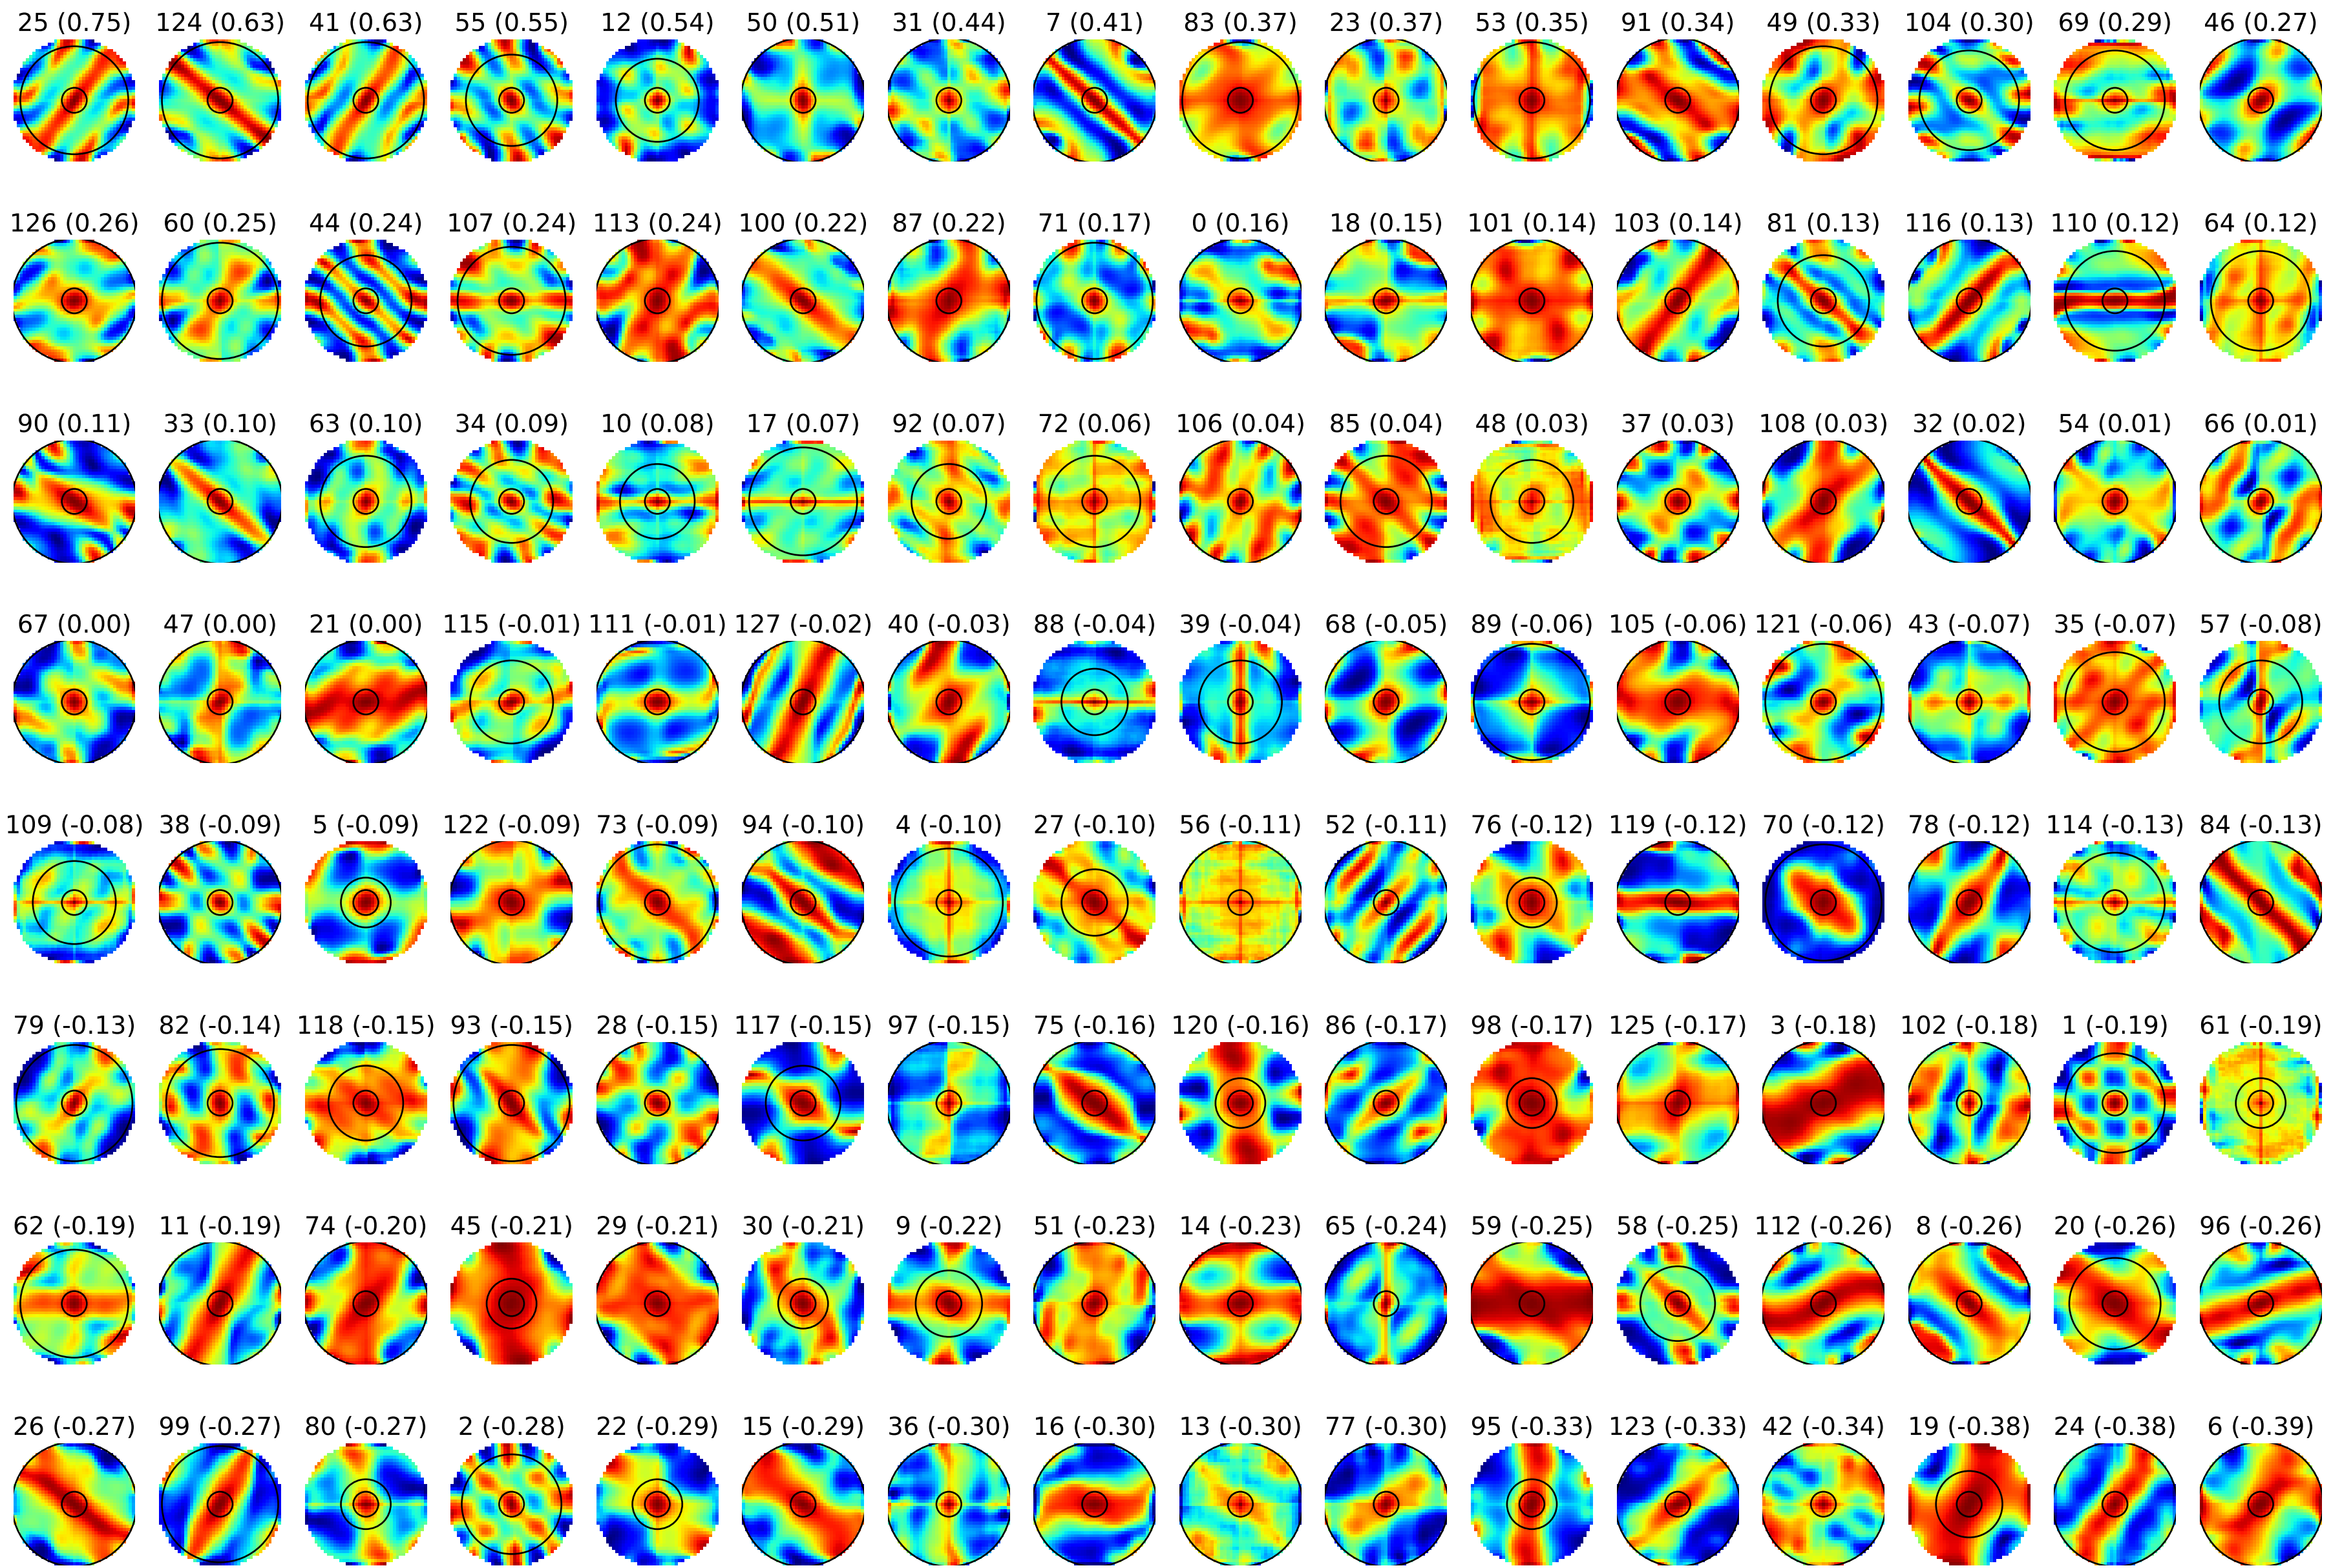 25 (0.75) 124 (0.63) 41 (0.63) 55 (0.55) 12 (0.54) 50 (0.51) 31 (0.44) 7 (0.41) 83 (0.37) 23 (0.37) 53 (0.35) 91 (0.34) 49 (0.33) 104 (0.30) 69 (0.29) 46 (0.27)
126 (0.26) 60 (0.25) 44 (0.24) 107 (0.24) 113 (0.24) 100 (0.22) 87 (0.22) 71 (0.17) 0 (0.16) 18 (0.15) 101 (0.14) 103 (0.14) 81 (0.13) 116 (0.13) 110 (0.12) 64 (0.12)
90 (0.11) 33 (0.10) 63 (0.10) 34 (0.09) 10 (0.08) 17 (0.07) 92 (0.07) 72 (0.06) 106 (0.04) 85 (0.04) 48 (0.03) 37 (0.03) 108 (0.03) 32 (0.02) 54 (0.01) 66 (0.01)
67 (0.00) 47 (0.00) 21 (0.00) 115 (-0.01) 111 (-0.01) 127 (-0.02) 40 (-0.03) 88 (-0.04) 39 (-0.04) 68 (-0.05) 89 (-0.06) 105 (-0.06) 121 (-0.06) 43 (-0.07) 35 (-0.07) 57 (-0.08)
109 (-0.08) 38 (-0.09) 5 (-0.09) 122 (-0.09) 73 (-0.09) 94 (-0.10) 4 (-0.10) 27 (-0.10) 56 (-0.11) 52 (-0.11) 76 (-0.12) 119 (-0.12) 70 (-0.12) 78 (-0.12) 114 (-0.13) 84 (-0.13)
79 (-0.13) 82 (-0.14) 118 (-0.15) 93 (-0.15) 28 (-0.15) 117 (-0.15) 97 (-0.15) 75 (-0.16) 120 (-0.16) 86 (-0.17) 98 (-0.17) 125 (-0.17) 3 (-0.18) 102 (-0.18) 1 (-0.19) 61 (-0.19)
62 (-0.19) 11 (-0.19) 74 (-0.20) 45 (-0.21) 29 (-0.21) 30 (-0.21) 9 (-0.22) 51 (-0.23) 14 (-0.23) 65 (-0.24) 59 (-0.25) 58 (-0.25) 112 (-0.26) 8 (-0.26) 20 (-0.26) 96 (-0.26)
26 (-0.27) 99 (-0.27) 80 (-0.27) 2 (-0.28) 22 (-0.29) 15 (-0.29) 36 (-0.30) 16 (-0.30) 13 (-0.30) 77 (-0.30) 95 (-0.33) 123 (-0.33) 42 (-0.34) 19 (-0.38) 24 (-0.38) 6 (-0.39)